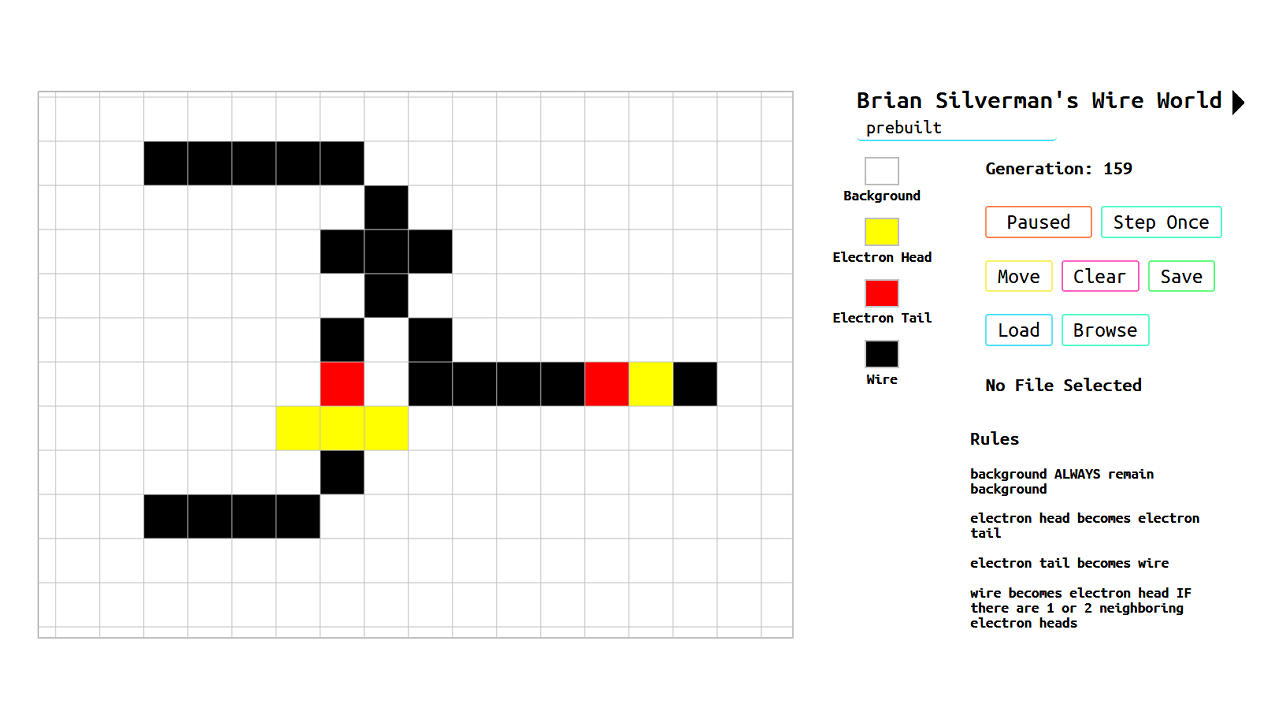 Brian Silverman's Wire World
prebuilt
Background
Electron Head
Electron Tail
Wire
Generation: 159
Paused
Step Once
Move
Clear
Save
Load
Browse
No File Selected
Rules
background ALWAYS remain
background
electron head becomes electron
tail
electron tail becomes wire
wire becomes electron head IF
there are 1 or 2 neighboring
electron heads